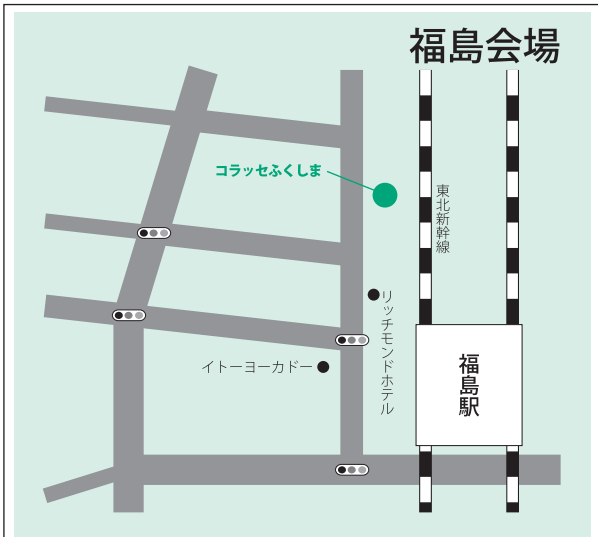 福島会場
コラッセふくしま
東北新幹線
リッチモンドホテル
イトーヨーカドー
福島駅